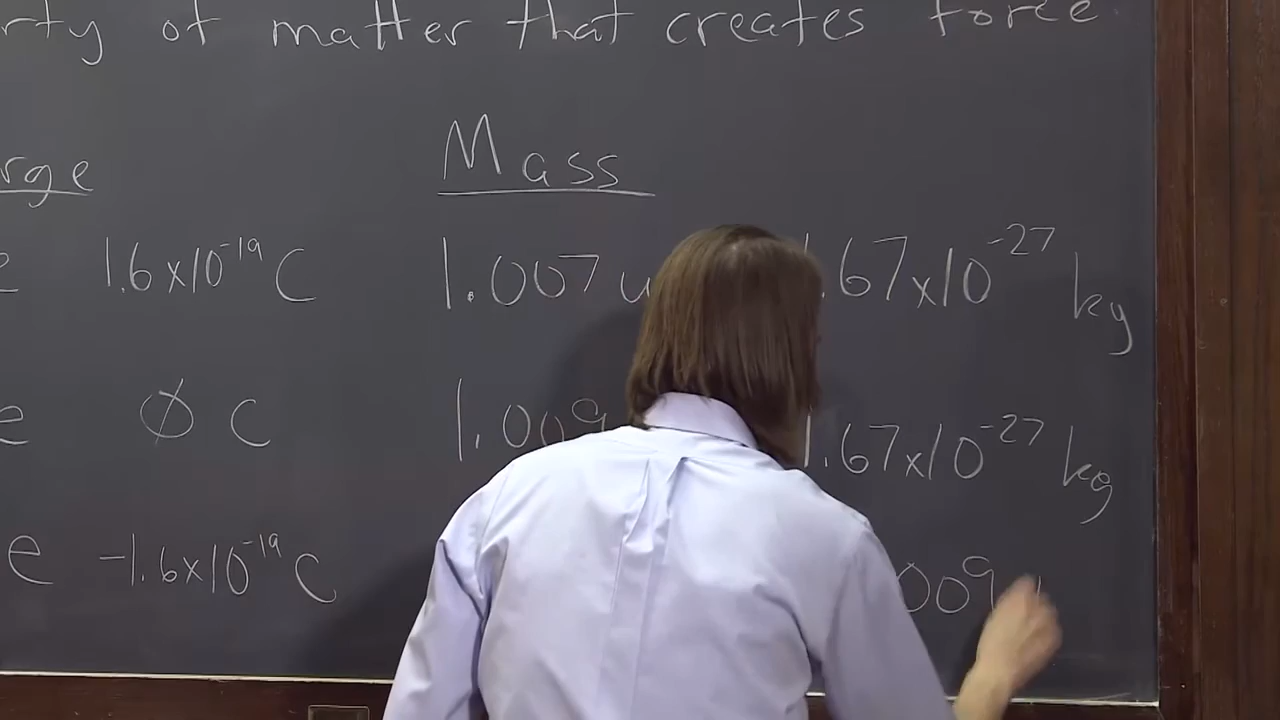 rty of matter that creates force
rge Mass
e 1.6x10^-19 C 1.007 u .67x10^-27 kg
e 0 C 1.009 1.67x10^-27 kg
e -1.6x10^-19 C 009